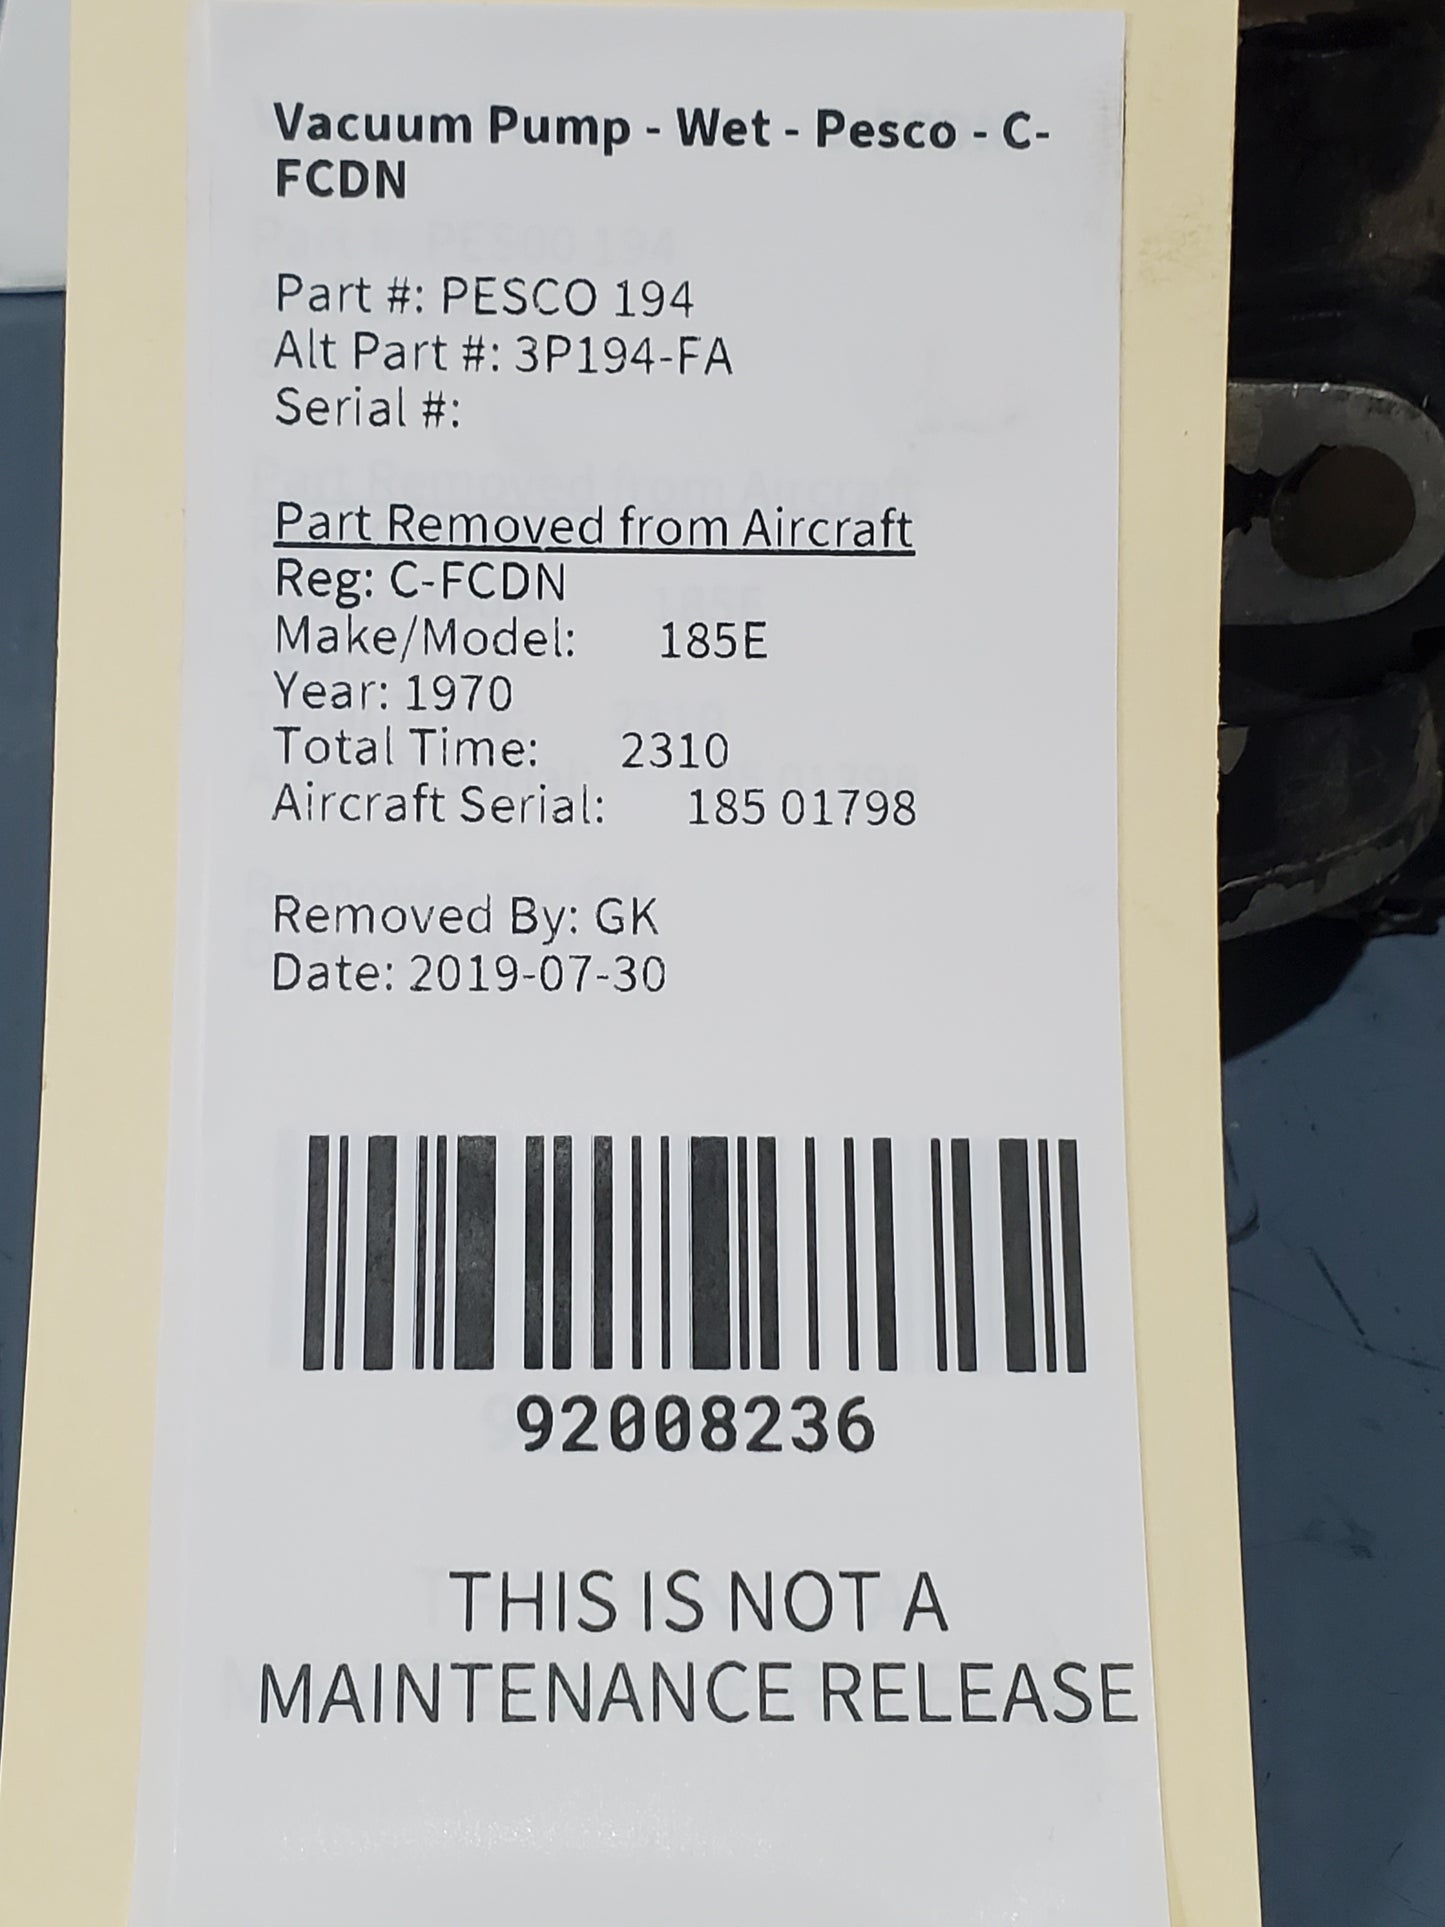 Vacuum Pump - Wet - Pesco - C-
FCDN
Part #: PESCO 194
Alt Part #: 3P194-FA
Serial #:
Part Removed from Aircraft
Reg: C-FCDN
Make/Model: 185E
Year: 1970
Total Time: 2310
Aircraft Serial: 185 01798
Removed By: GK
Date: 2019-07-30
92008236
THIS IS NOT A
MAINTENANCE RELEASE